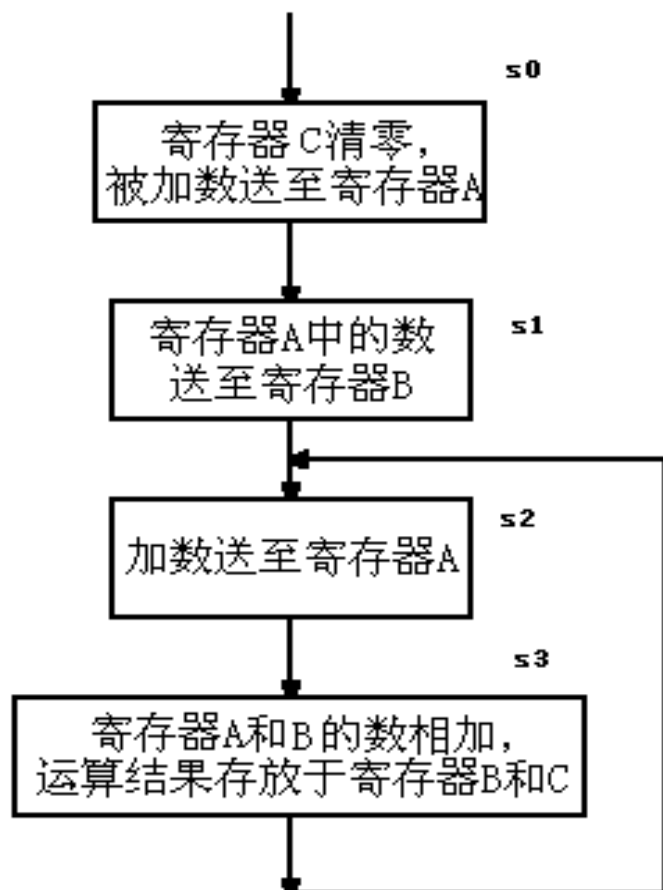 s0
寄存器C清零，
被加数送至寄存器A
s1
寄存器A中的数
送至寄存器B
s2
加数送至寄存器A
s3
寄存器A和B的数相加，
运算结果存放于寄存器B和C